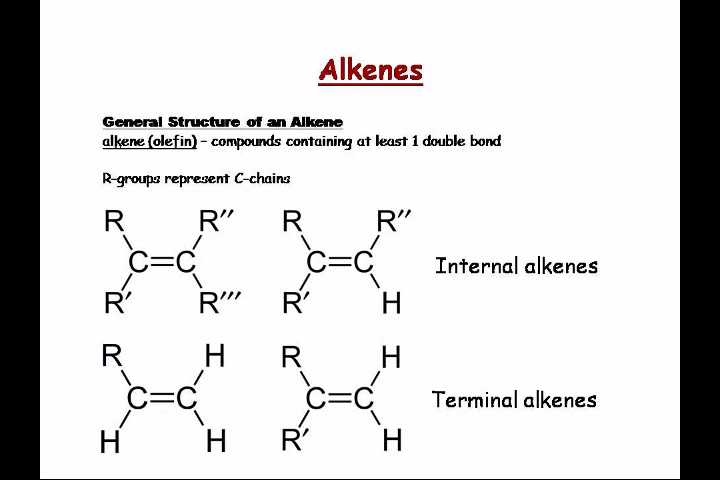 Alkenes
General Structure of an Alkene
alkene (olefin) – compounds containing at least 1 double bond
R-groups represent C-chains
R R″ R R″
C=C C=C Internal alkenes
R′ R‴ R′ H
R H R H
C=C C=C Terminal alkenes
H H R′ H